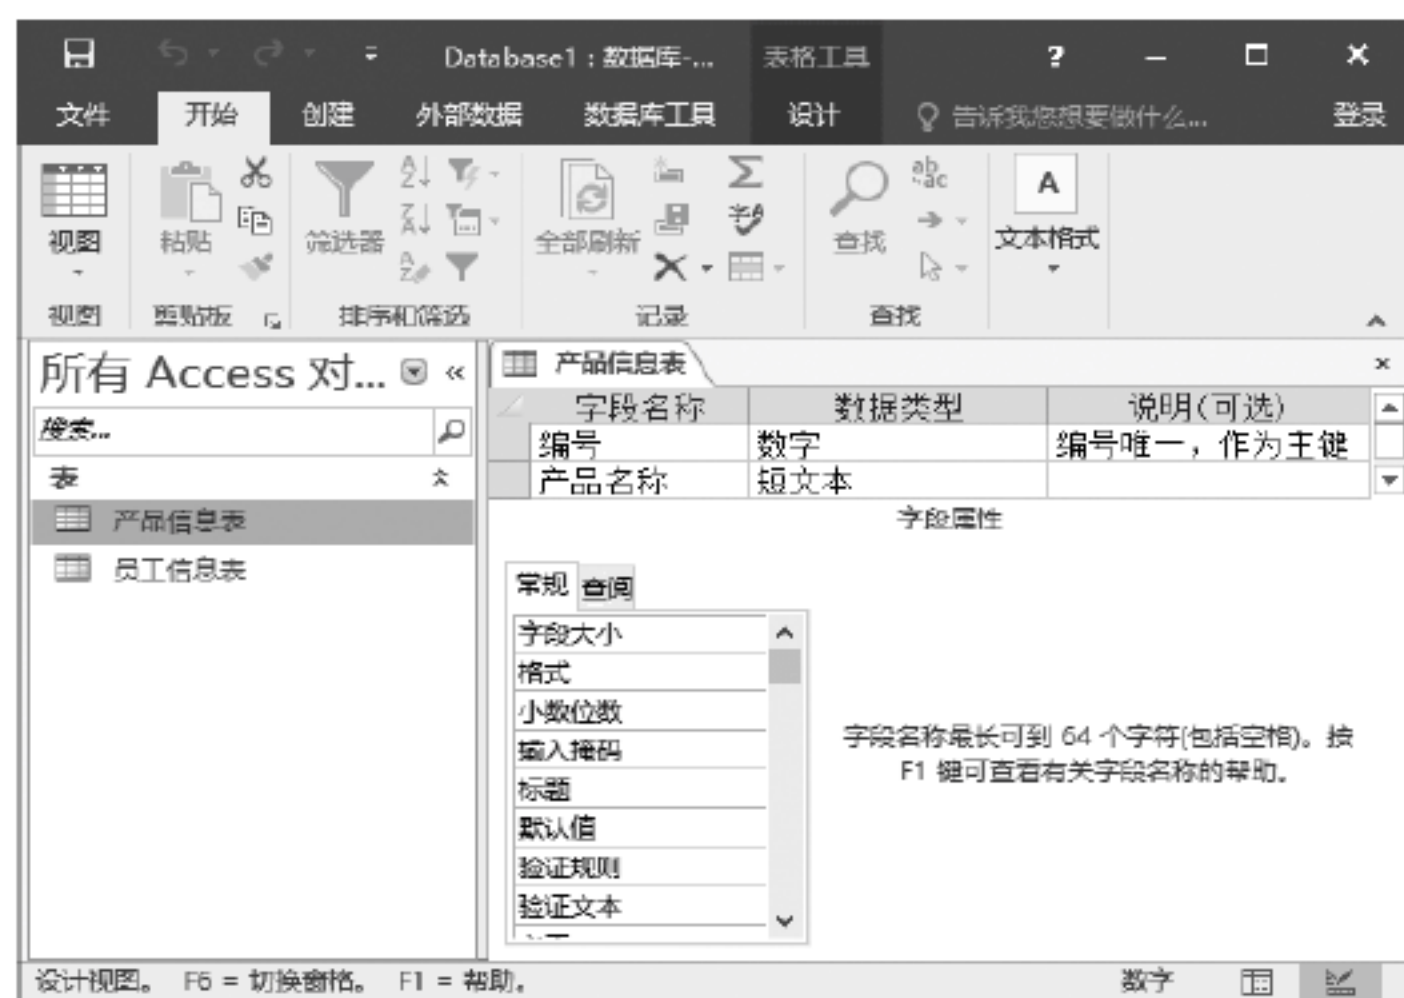 Database1 : 数据库-... 表格工具 ?
文件 开始 创建 外部数据 数据库工具 设计 告诉我您想要做什么... 登录
视图 粘贴 筛选器 全部刷新 查找 文本格式
视图 剪贴板 排序和筛选 记录 查找
所有 Access 对... «
搜索...
表
产品信息表
员工信息表
产品信息表
字段名称 数据类型 说明(可选)
编号 数字 编号唯一，作为主键
产品名称 短文本
字段属性
常规 查阅
字段大小
格式
小数位数
输入掩码
标题
默认值
验证规则
验证文本
字段名称最长可到 64 个字符(包括空格)。按
F1 键可查看有关字段名称的帮助。
设计视图。 F6 = 切换窗格。 F1 = 帮助。 数字